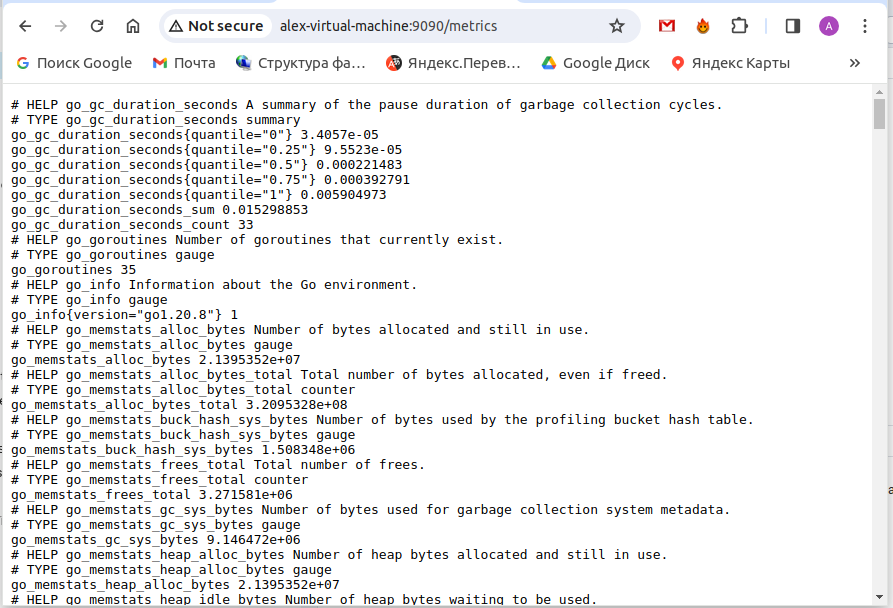 Not secure alex-virtual-machine:9090/metrics A
Поиск Google Почта Структура фа... Яндекс.Перев... Google Диск Яндекс Карты »
# HELP go_gc_duration_seconds A summary of the pause duration of garbage collection cycles.
# TYPE go_gc_duration_seconds summary
go_gc_duration_seconds{quantile="0"} 3.4057e-05
go_gc_duration_seconds{quantile="0.25"} 9.5523e-05
go_gc_duration_seconds{quantile="0.5"} 0.000221483
go_gc_duration_seconds{quantile="0.75"} 0.000392791
go_gc_duration_seconds{quantile="1"} 0.005904973
go_gc_duration_seconds_sum 0.015298853
go_gc_duration_seconds_count 33
# HELP go_goroutines Number of goroutines that currently exist.
# TYPE go_goroutines gauge
go_goroutines 35
# HELP go_info Information about the Go environment.
# TYPE go_info gauge
go_info{version="go1.20.8"} 1
# HELP go_memstats_alloc_bytes Number of bytes allocated and still in use.
# TYPE go_memstats_alloc_bytes gauge
go_memstats_alloc_bytes 2.1395352e+07
# HELP go_memstats_alloc_bytes_total Total number of bytes allocated, even if freed.
# TYPE go_memstats_alloc_bytes_total counter
go_memstats_alloc_bytes_total 3.2095328e+08
# HELP go_memstats_buck_hash_sys_bytes Number of bytes used by the profiling bucket hash table.
# TYPE go_memstats_buck_hash_sys_bytes gauge
go_memstats_buck_hash_sys_bytes 1.508348e+06
# HELP go_memstats_frees_total Total number of frees.
# TYPE go_memstats_frees_total counter
go_memstats_frees_total 3.271581e+06
# HELP go_memstats_gc_sys_bytes Number of bytes used for garbage collection system metadata.
# TYPE go_memstats_gc_sys_bytes gauge
go_memstats_gc_sys_bytes 9.146472e+06
# HELP go_memstats_heap_alloc_bytes Number of heap bytes allocated and still in use.
# TYPE go_memstats_heap_alloc_bytes gauge
go_memstats_heap_alloc_bytes 2.1395352e+07
# HELP go_memstats_heap_idle_bytes Number of heap bytes waiting to be used.